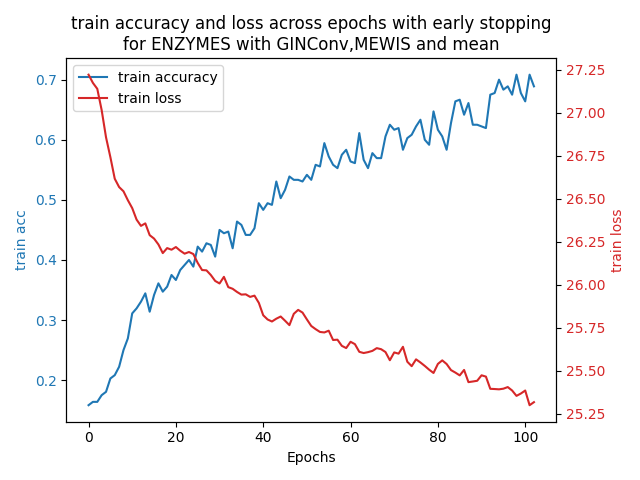 train accuracy and loss across epochs with early stopping
for ENZYMES with GINConv,MEWIS and mean
train accuracy
train loss
train acc
0.7
0.6
0.5
0.4
0.3
0.2
27.25
27.00
26.75
26.50
26.25
26.00
25.75
25.50
25.25
train loss
0 20 40 60 80 100
Epochs